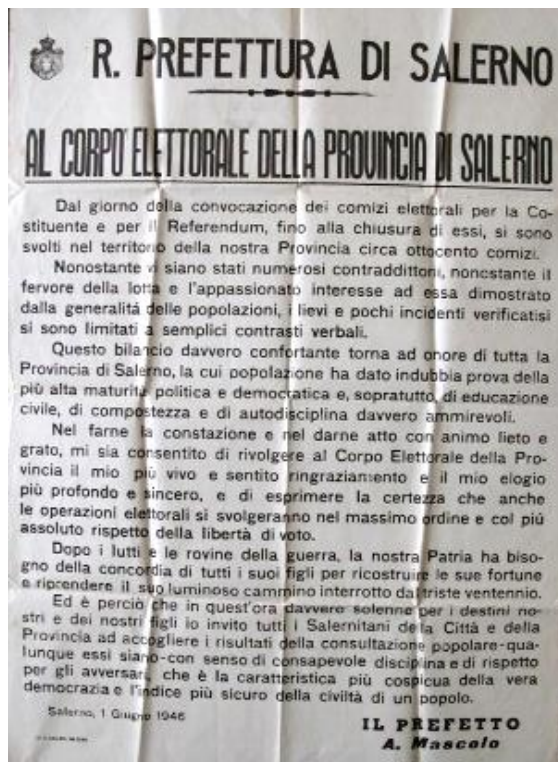 R. PREFETTURA DI SALERNO
AL CORPO ELETTORALE DELLA PROVINCIA DI SALERNO
Dal giorno della convocazione dei comizi elettorali per la Co-
stituente e per il Referendum, fino alla chiusura di essi, si sono
svolti nel territorio della nostra Provincia circa ottocento comizi.
Nonostante vi siano stati numerosi contraddittori, nonostante il
fervore della lotta e l'appassionato interesse ad essa dimostrato
dalla generalitá delle popolazioni, i lievi e pochi incidenti verificatisi
si sono limitati a semplici contrasti verbali.
Questo bilancio davvero confortante torna ad onore di tutta la
Provincia di Salerno, la cui popolazione ha dato indubbia prova della
più alta maturità politica e democratica e, sopratutto, di educazione
civile, di compostezza e di autodisciplina davvero ammirevoli.
Nel farne la constazione e nel darne atto con animo lieto e
grato, mi sia consentito di rivolgere al Corpo Elettorale della Pro-
vincia il mio più vivo e sentito ringraziamento e il mio elogio
più profondo e sincero, e di esprimere la certezza che anche
le operazioni elettorali si svolgeranno nel massimo ordine e col più
assoluto rispetto della libertà di voto.
Dopo i lutti e le rovine della guerra, la nostra Patria ha biso-
gno della concordia di tutti i suoi figli per ricostruire le sue fortune
e riprendere il suo luminoso cammino interrotto dal triste ventennio.
Ed è perciò che in quest'ora davvero solenne per i destini no-
stri e dei nostri figli io invito tutti i Salernitani della Città e della
Provincia ad accogliere i risultati della consultazione popolare-qua-
lunque essi siano-con senso di consapevole disciplina e di rispetto
per gli avversari, che è la caratteristica più cospicua della vera
democrazia e l'indice più sicuro della civiltà di un popolo.
Salerno, 1 Giugno 1946
IL PREFETTO
A. Mascolo